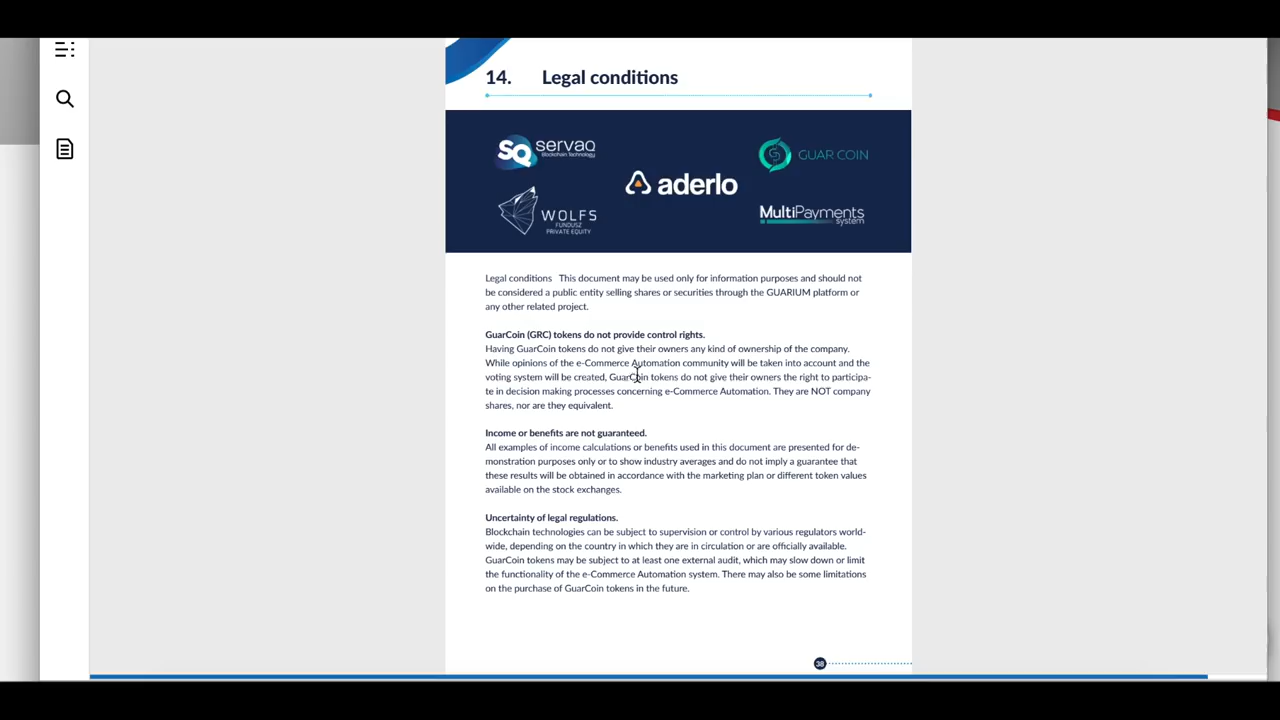 14. Legal conditions
SQ servaq
Blockchain Technology
GUAR COIN
aderlo
WOLFS
FUNDUSZ
PRIVATE EQUITY
MultiPayments
system
Legal conditions This document may be used only for information purposes and should not
be considered a public entity selling shares or securities through the GUARIUM platform or
any other related project.
GuarCoin (GRC) tokens do not provide control rights.
Having GuarCoin tokens do not give their owners any kind of ownership of the company.
While opinions of the e-Commerce Automation community will be taken into account and the
voting system will be created, GuarCoin tokens do not give their owners the right to participa-
te in decision making processes concerning e-Commerce Automation. They are NOT company
shares, nor are they equivalent.
Income or benefits are not guaranteed.
All examples of income calculations or benefits used in this document are presented for de-
monstration purposes only or to show industry averages and do not imply a guarantee that
these results will be obtained in accordance with the marketing plan or different token values
available on the stock exchanges.
Uncertainty of legal regulations.
Blockchain technologies can be subject to supervision or control by various regulators world-
wide, depending on the country in which they are in circulation or are officially available.
GuarCoin tokens may be subject to at least one external audit, which may slow down or limit
the functionality of the e-Commerce Automation system. There may also be some limitations
on the purchase of GuarCoin tokens in the future.
38